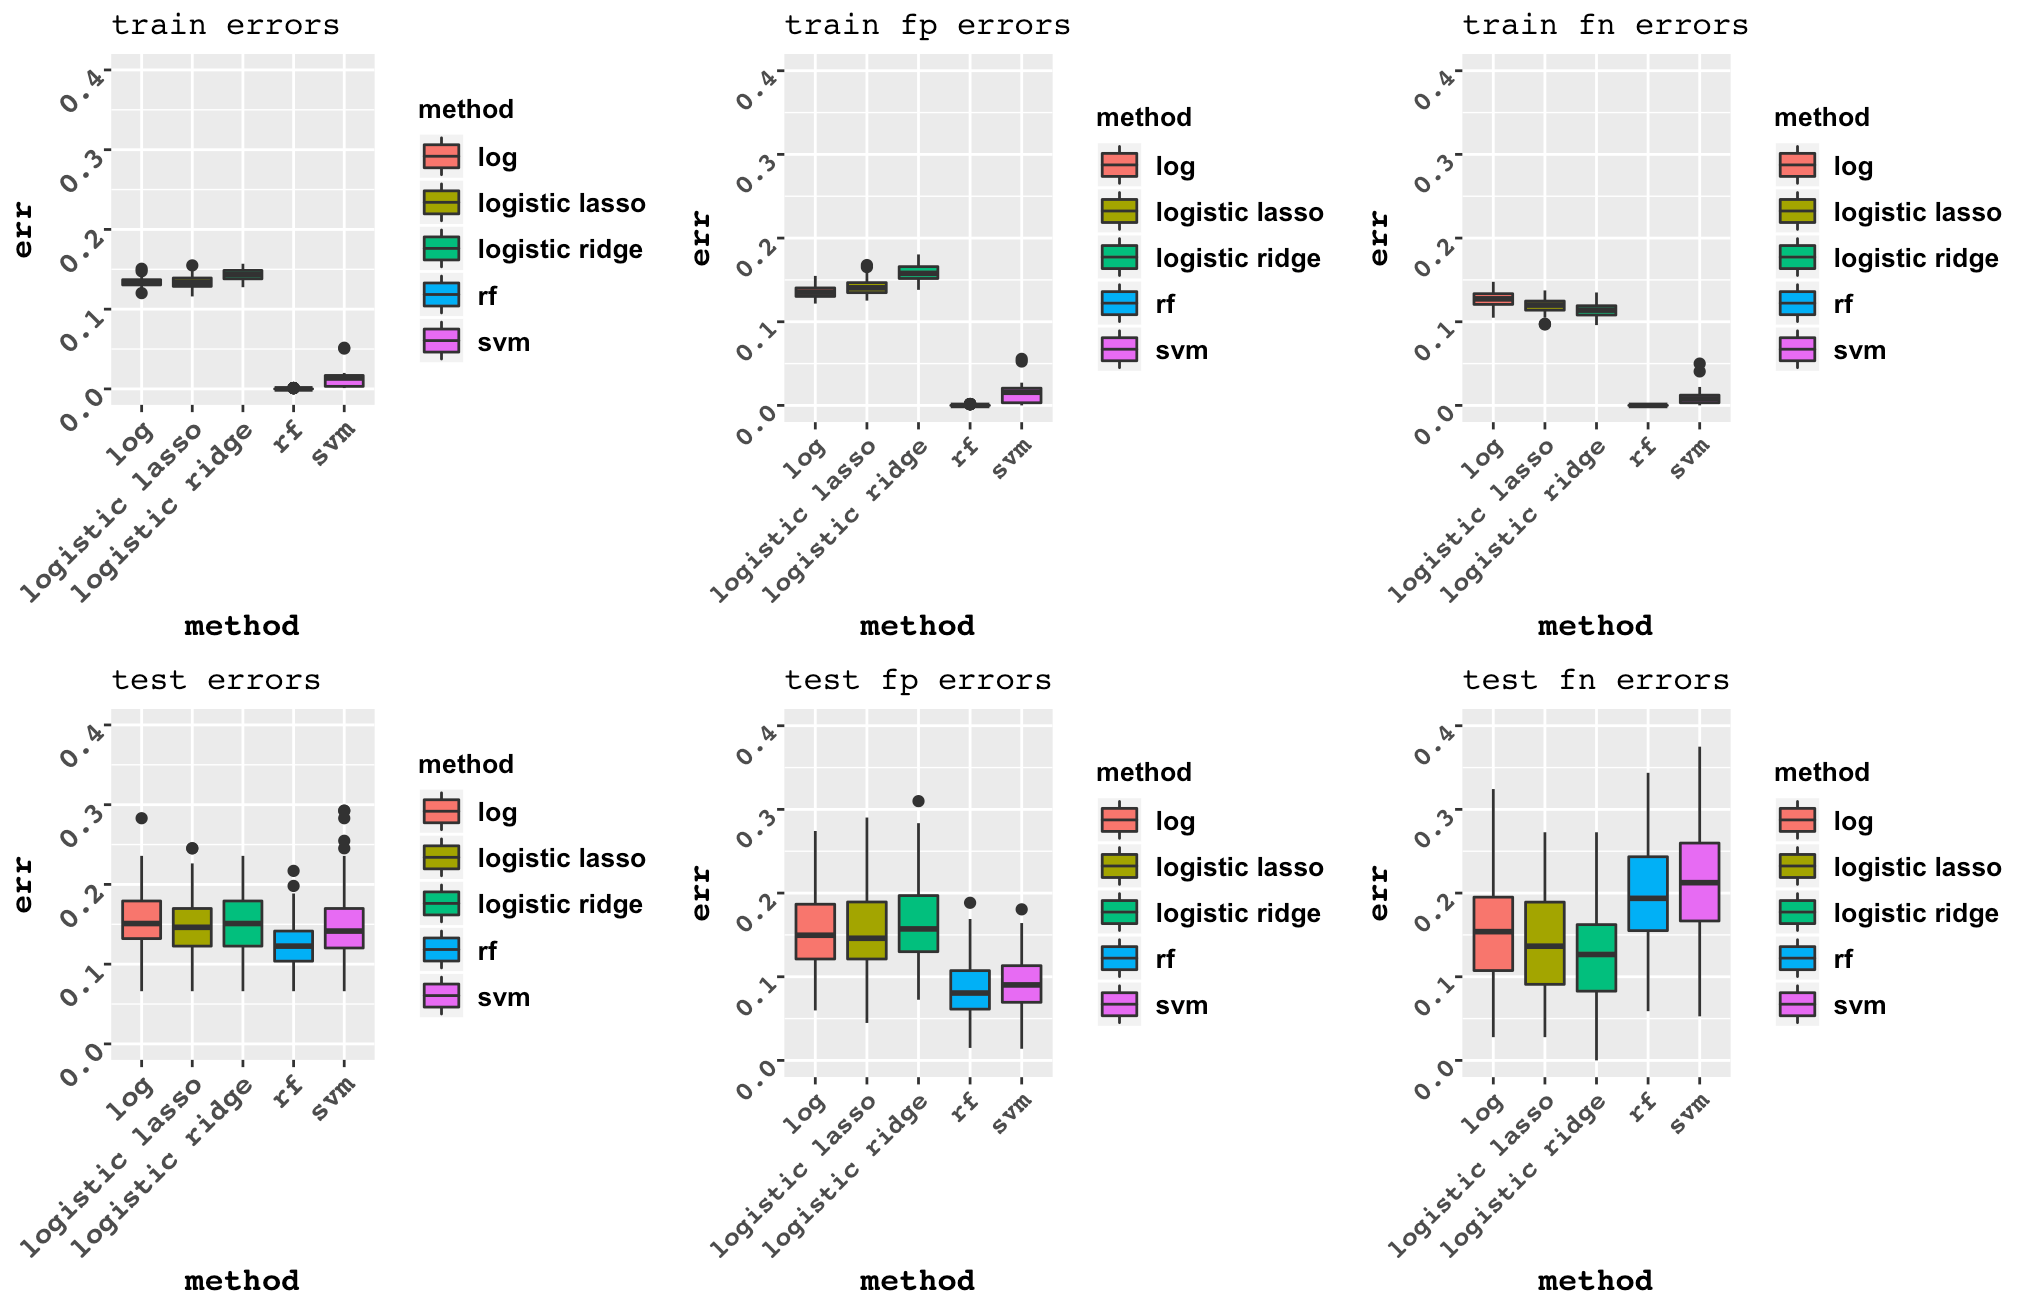 train errors
err
0.4
0.3
0.2
0.1
0.0
log
logistic lasso
logistic ridge
rf
svm
method
method
log
logistic lasso
logistic ridge
rf
svm
train fp errors
err
0.4
0.3
0.2
0.1
0.0
log
logistic lasso
logistic ridge
rf
svm
method
method
log
logistic lasso
logistic ridge
rf
svm
train fn errors
err
0.4
0.3
0.2
0.1
0.0
log
logistic lasso
logistic ridge
rf
svm
method
method
log
logistic lasso
logistic ridge
rf
svm
test errors
err
0.4
0.3
0.2
0.1
0.0
log
logistic lasso
logistic ridge
rf
svm
method
method
log
logistic lasso
logistic ridge
rf
svm
test fp errors
err
0.4
0.3
0.2
0.1
0.0
log
logistic lasso
logistic ridge
rf
svm
method
method
log
logistic lasso
logistic ridge
rf
svm
test fn errors
err
0.4
0.3
0.2
0.1
0.0
log
logistic lasso
logistic ridge
rf
svm
method
method
log
logistic lasso
logistic ridge
rf
svm